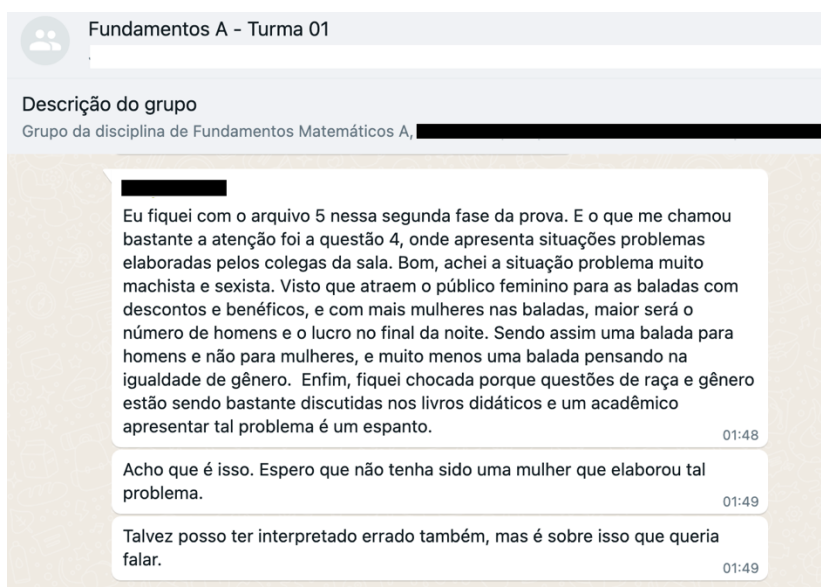 Fundamentos A - Turma 01
Descrição do grupo
Grupo da disciplina de Fundamentos Matemáticos A,
Eu fiquei com o arquivo 5 nessa segunda fase da prova. E o que me chamou
bastante a atenção foi a questão 4, onde apresenta situações problemas
elaboradas pelos colegas da sala. Bom, achei a situação problema muito
machista e sexista. Visto que atraem o público feminino para as baladas com
descontos e benéficos, e com mais mulheres nas baladas, maior será o
número de homens e o lucro no final da noite. Sendo assim uma balada para
homens e não para mulheres, e muito menos uma balada pensando na
igualdade de gênero. Enfim, fiquei chocada porque questões de raça e gênero
estão sendo bastante discutidas nos livros didáticos e um acadêmico
apresentar tal problema é um espanto.
01:48
Acho que é isso. Espero que não tenha sido uma mulher que elaborou tal
problema.
01:49
Talvez posso ter interpretado errado também, mas é sobre isso que queria
falar.
01:49